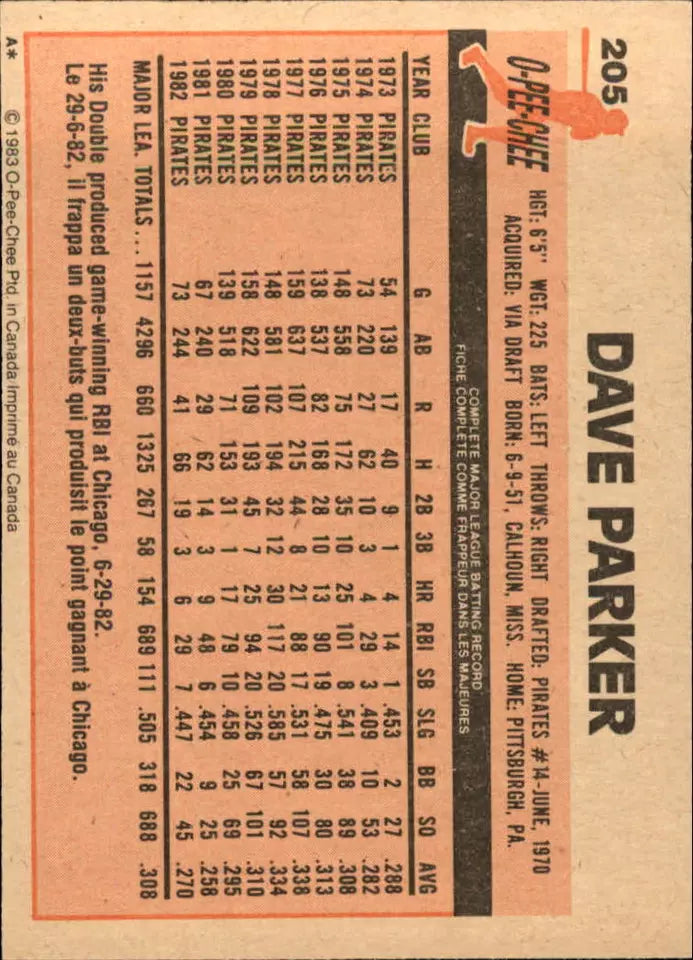 205 DAVE PARKER
O-PEE-CHEE
HGT: 6'5" WGT: 225 BATS: LEFT THROWS: RIGHT DRAFTED: PIRATES #14-JUNE, 1970
ACQUIRED: VIA DRAFT BORN: 6-9-51, CALHOUN, MISS. HOME: PITTSBURGH, PA.
COMPLETE MAJOR LEAGUE BATTING RECORD
FICHE COMPLETE COMME FRAPPEUR DANS LES MAJEURES
YEAR CLUB G AB R H 2B 3B HR RBI SB SLG BB SO AVG
1973 PIRATES 54 139 17 40 9 1 4 14 1 .453 2 27 .288
1974 PIRATES 73 220 27 62 10 3 4 29 3 .409 10 53 .282
1975 PIRATES 148 558 75 172 35 10 25 101 8 .541 38 89 .308
1976 PIRATES 138 537 82 168 28 10 13 90 19 .475 30 80 .313
1977 PIRATES 159 637 107 215 44 8 21 88 17 .531 58 107 .338
1978 PIRATES 148 581 102 194 32 12 30 117 20 .585 57 92 .334
1979 PIRATES 158 622 109 193 45 7 25 94 20 .526 67 101 .310
1980 PIRATES 139 518 71 153 31 1 17 79 10 .458 25 69 .295
1981 PIRATES 67 240 29 62 14 3 9 48 6 .454 9 25 .258
1982 PIRATES 73 244 41 66 19 3 6 29 7 .447 22 45 .270
MAJOR LEA. TOTALS... 1157 4296 660 1325 267 58 154 689 111 .505 318 688 .308
His Double produced game-winning RBI at Chicago, 6-29-82.
Le 29-6-82, il frappa un deux-buts qui produisit le point gagnant à Chicago.
A* © 1983 O-Pee-Chee Ptd. in Canada Imprimé au Canada